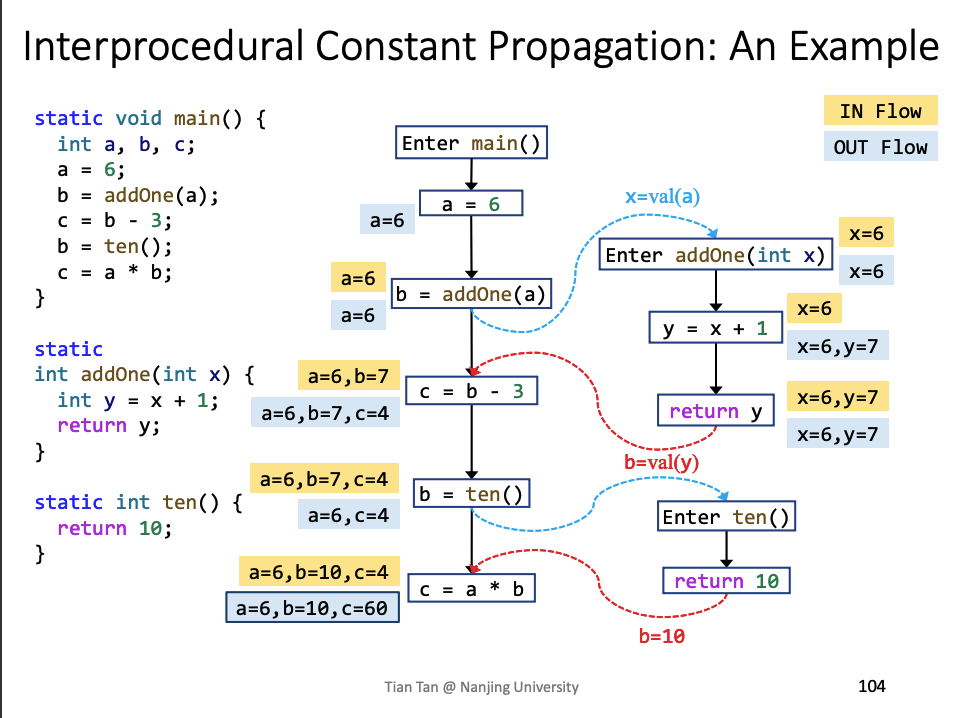 Interprocedural Constant Propagation: An Example
static void main() {
int a, b, c;
a = 6;
b = addOne(a);
c = b - 3;
b = ten();
c = a * b;
}
static
int addOne(int x) {
int y = x + 1;
return y;
}
static int ten() {
return 10;
}
IN Flow
OUT Flow
Enter main()
a = 6
a=6
a=6
a=6
b = addOne(a)
a=6,b=7
a=6,b=7,c=4
c = b - 3
a=6,b=7,c=4
a=6,c=4
b = ten()
a=6,b=10,c=4
a=6,b=10,c=60
c = a * b
x=val(a)
Enter addOne(int x)
x=6
x=6
y = x + 1
x=6
x=6,y=7
return y
x=6,y=7
x=6,y=7
b=val(y)
Enter ten()
return 10
b=10
Tian Tan @ Nanjing University
104